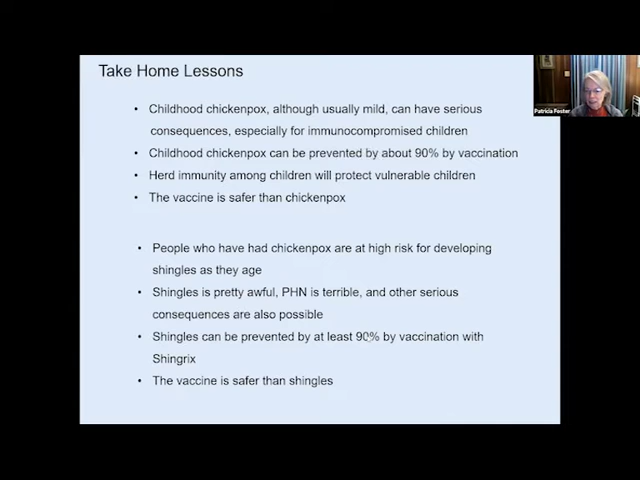 Take Home Lessons
Patricia Foster
• Childhood chickenpox, although usually mild, can have serious
consequences, especially for immunocompromised children
• Childhood chickenpox can be prevented by about 90% by vaccination
• Herd immunity among children will protect vulnerable children
• The vaccine is safer than chickenpox
• People who have had chickenpox are at high risk for developing
shingles as they age
• Shingles is pretty awful, PHN is terrible, and other serious
consequences are also possible
• Shingles can be prevented by at least 90% by vaccination with
Shingrix
• The vaccine is safer than shingles